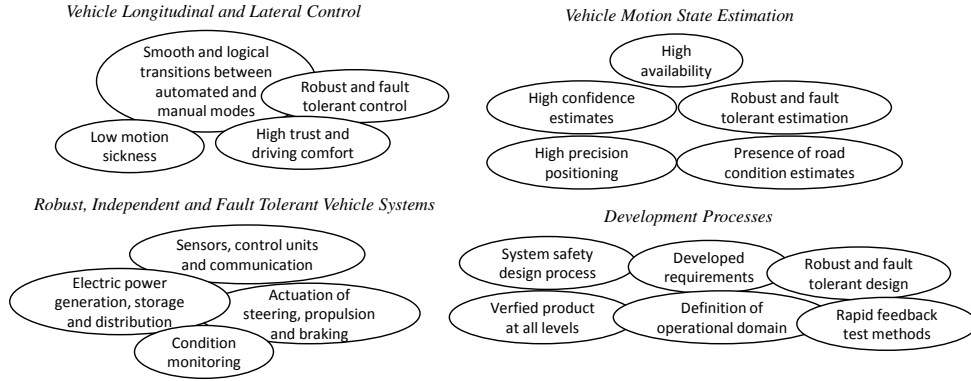 Vehicle Longitudinal and Lateral Control
Smooth and logical
transitions between
automated and
manual modes
Robust and fault
tolerant control
Low motion
sickness
High trust and
driving comfort
Vehicle Motion State Estimation
High
availability
High confidence
estimates
Robust and fault
tolerant estimation
High precision
positioning
Presence of road
condition estimates
Robust, Independent and Fault Tolerant Vehicle Systems
Sensors, control units
and communication
Electric power
generation, storage
and distribution
Actuation of
steering, propulsion
and braking
Condition
monitoring
Development Processes
System safety
design process
Developed
requirements
Robust and fault
tolerant design
Verfied product
at all levels
Definition of
operational domain
Rapid feedback
test methods